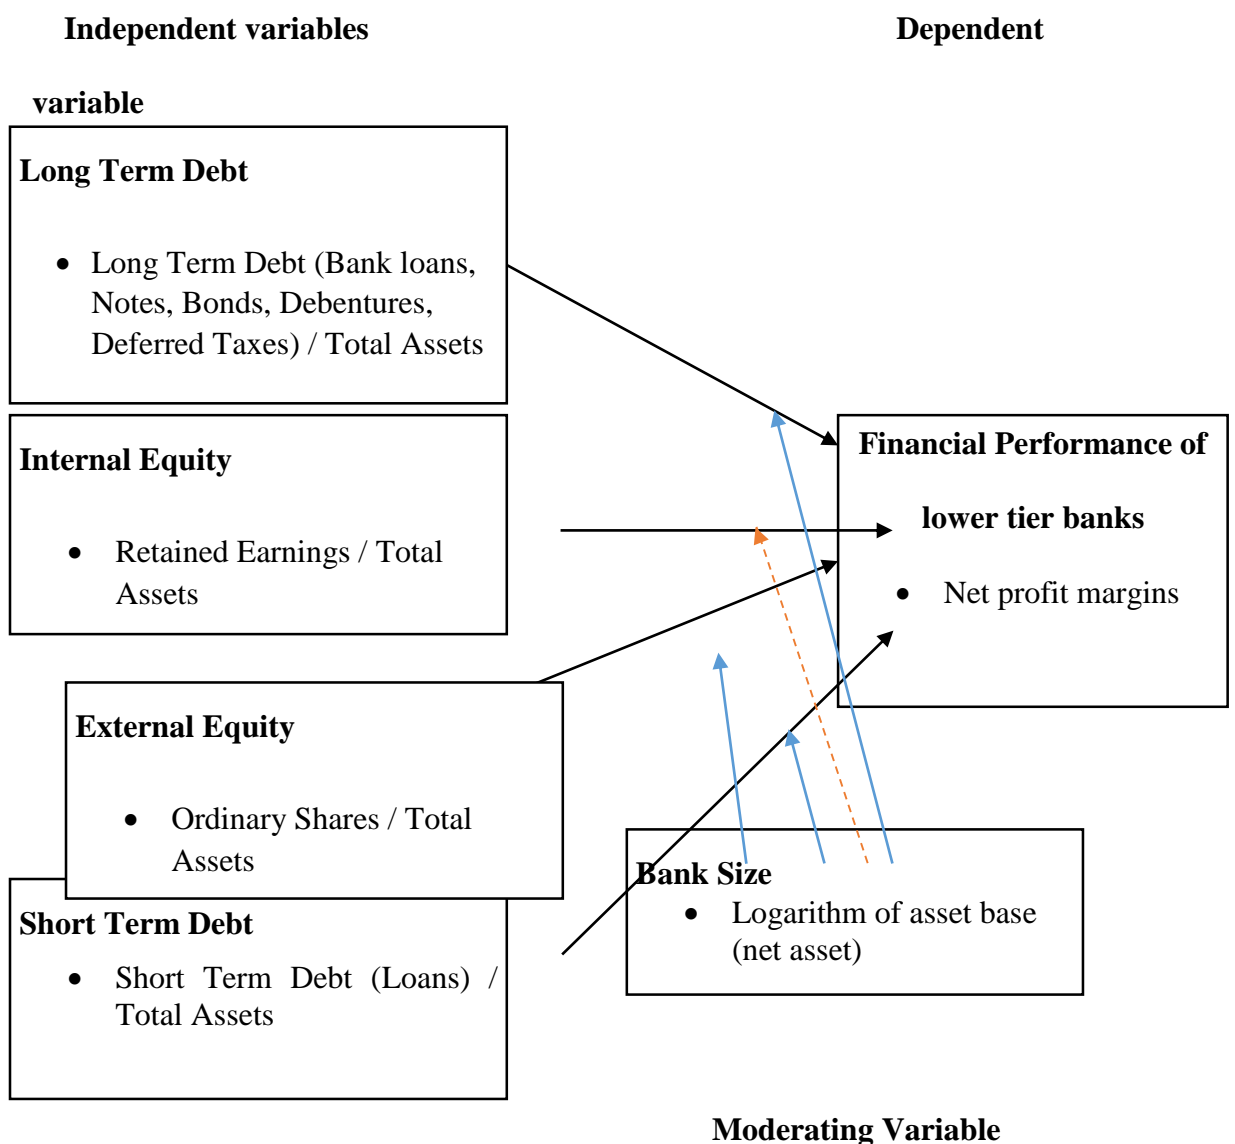 Independent variables Dependent
variable
Long Term Debt
• Long Term Debt (Bank loans,
Notes, Bonds, Debentures,
Deferred Taxes) / Total Assets
Internal Equity
• Retained Earnings / Total
Assets
External Equity
• Ordinary Shares / Total
Assets
Short Term Debt
• Short Term Debt (Loans) /
Total Assets
Financial Performance of
lower tier banks
• Net profit margins
Bank Size
• Logarithm of asset base
(net asset)
Moderating Variable